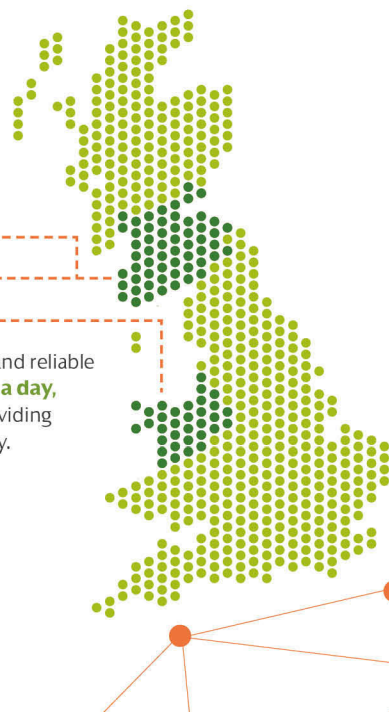 nd reliable
a day,
viding
y.